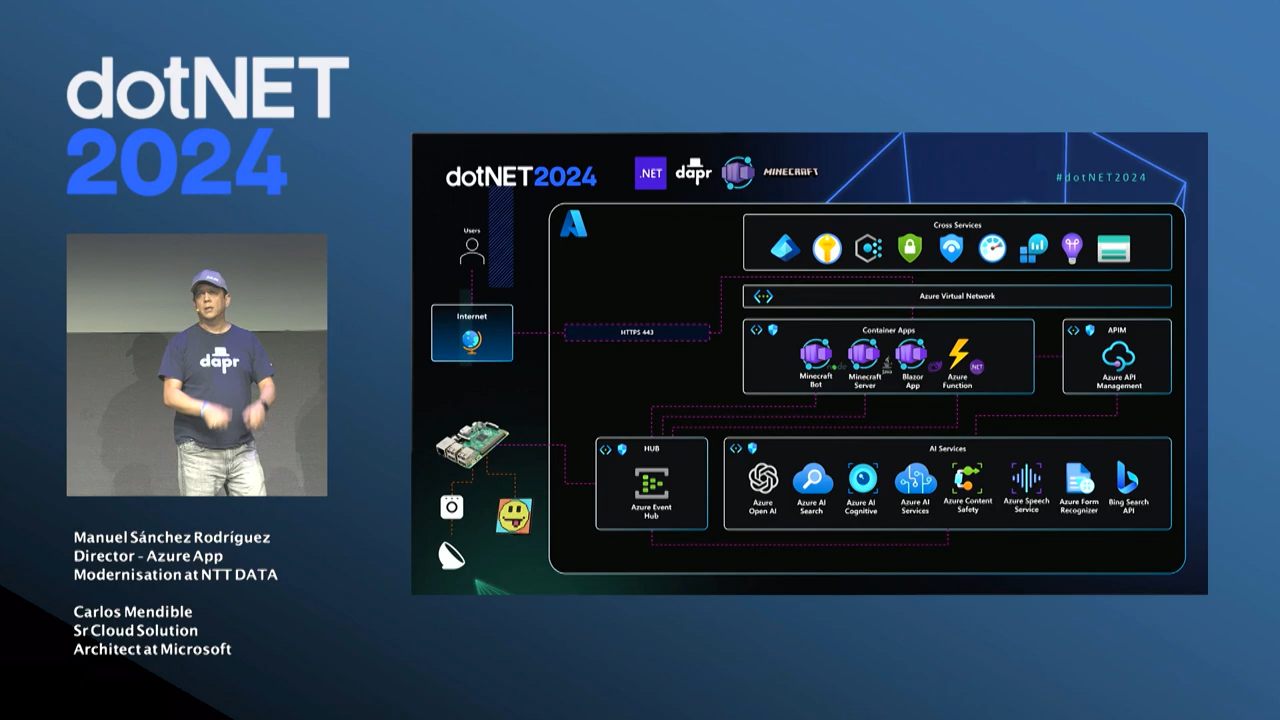 dotNET
2024
dapr
Manuel Sánchez Rodríguez
Director - Azure App
Modernisation at NTT DATA
Carlos Mendible
Sr Cloud Solution
Architect at Microsoft
dotNET2024
.NET
dapr
MINECRAFT
#dotNET2024
Users
Internet
HTTPS 443
Cross Services
Azure Virtual Network
Container Apps
Minecraft
Bot
Minecraft
Server
Blazor
App
Azure
Function
.NET
APIM
Azure API
Management
HUB
Azure Event
Hub
AI Services
Azure
Open AI
Azure AI
Search
Azure AI
Cognitive
Azure AI
Services
Azure Content
Safety
Azure Speech
Service
Azure Form
Recognizer
Bing Search
API